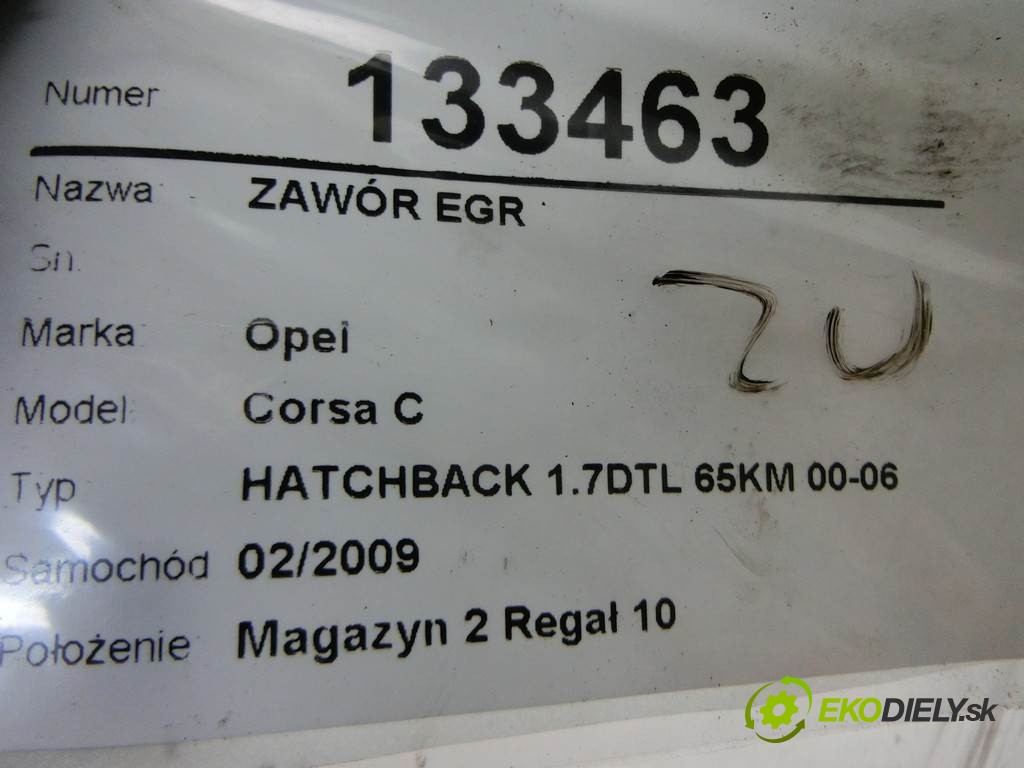 Numer 133463
Nazwa ZAWÓR EGR
Sn.
Marka Opel
Model Corsa C
Typ HATCHBACK 1.7DTL 65KM 00-06
Samochód 02/2009
Położenie Magazyn 2 Regał 10
ZU
EKODIELY.sk